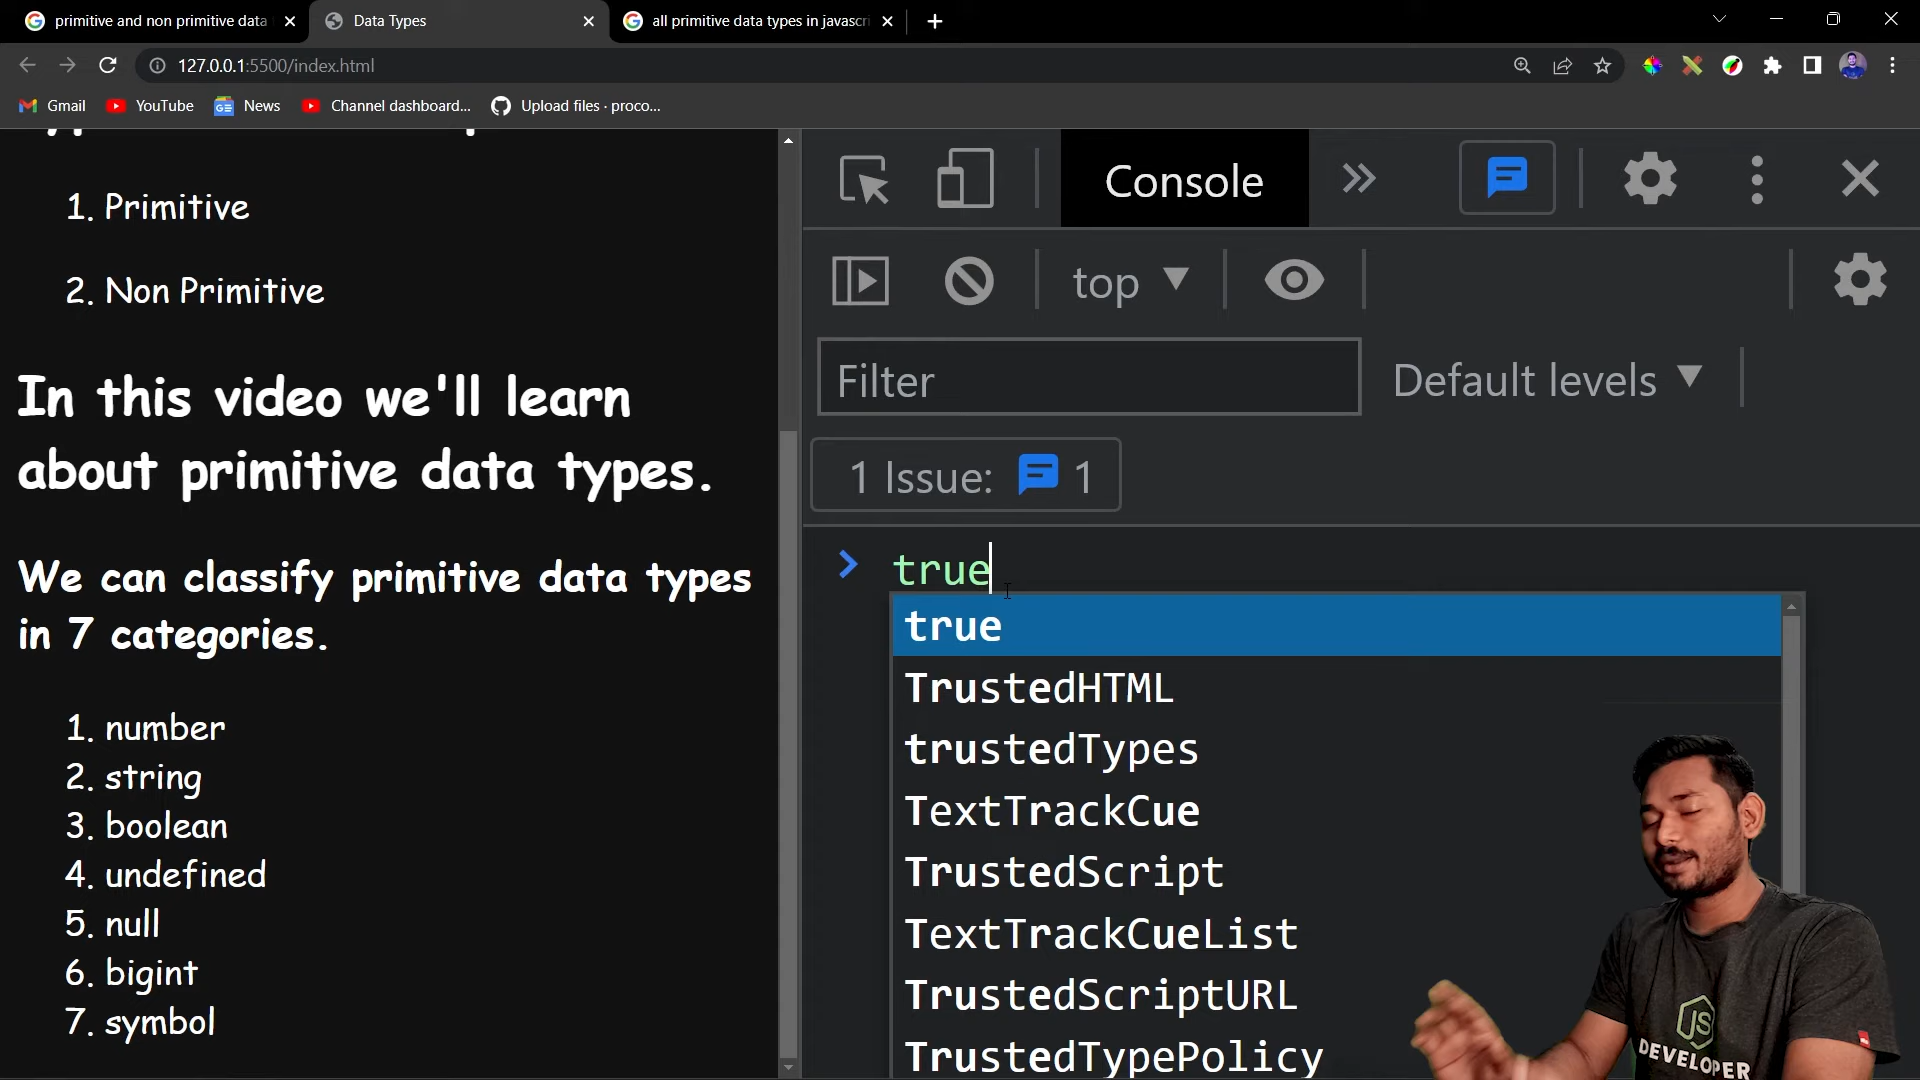 primitive and non primitive data
Data Types
all primitive data types in javascri
127.0.0.1:5500/index.html
Gmail
YouTube
News
Channel dashboard...
Upload files · proco...
1. Primitive
2. Non Primitive
In this video we'll learn
about primitive data types.
We can classify primitive data types
in 7 categories.
1. number
2. string
3. boolean
4. undefined
5. null
6. bigint
7. symbol
Console
top
Filter
Default levels
1 Issue: 1
true
true
TrustedHTML
trustedTypes
TextTrackCue
TrustedScript
TextTrackCueList
TrustedScriptURL
TrustedTypePolicy
JS
DEVELOPER